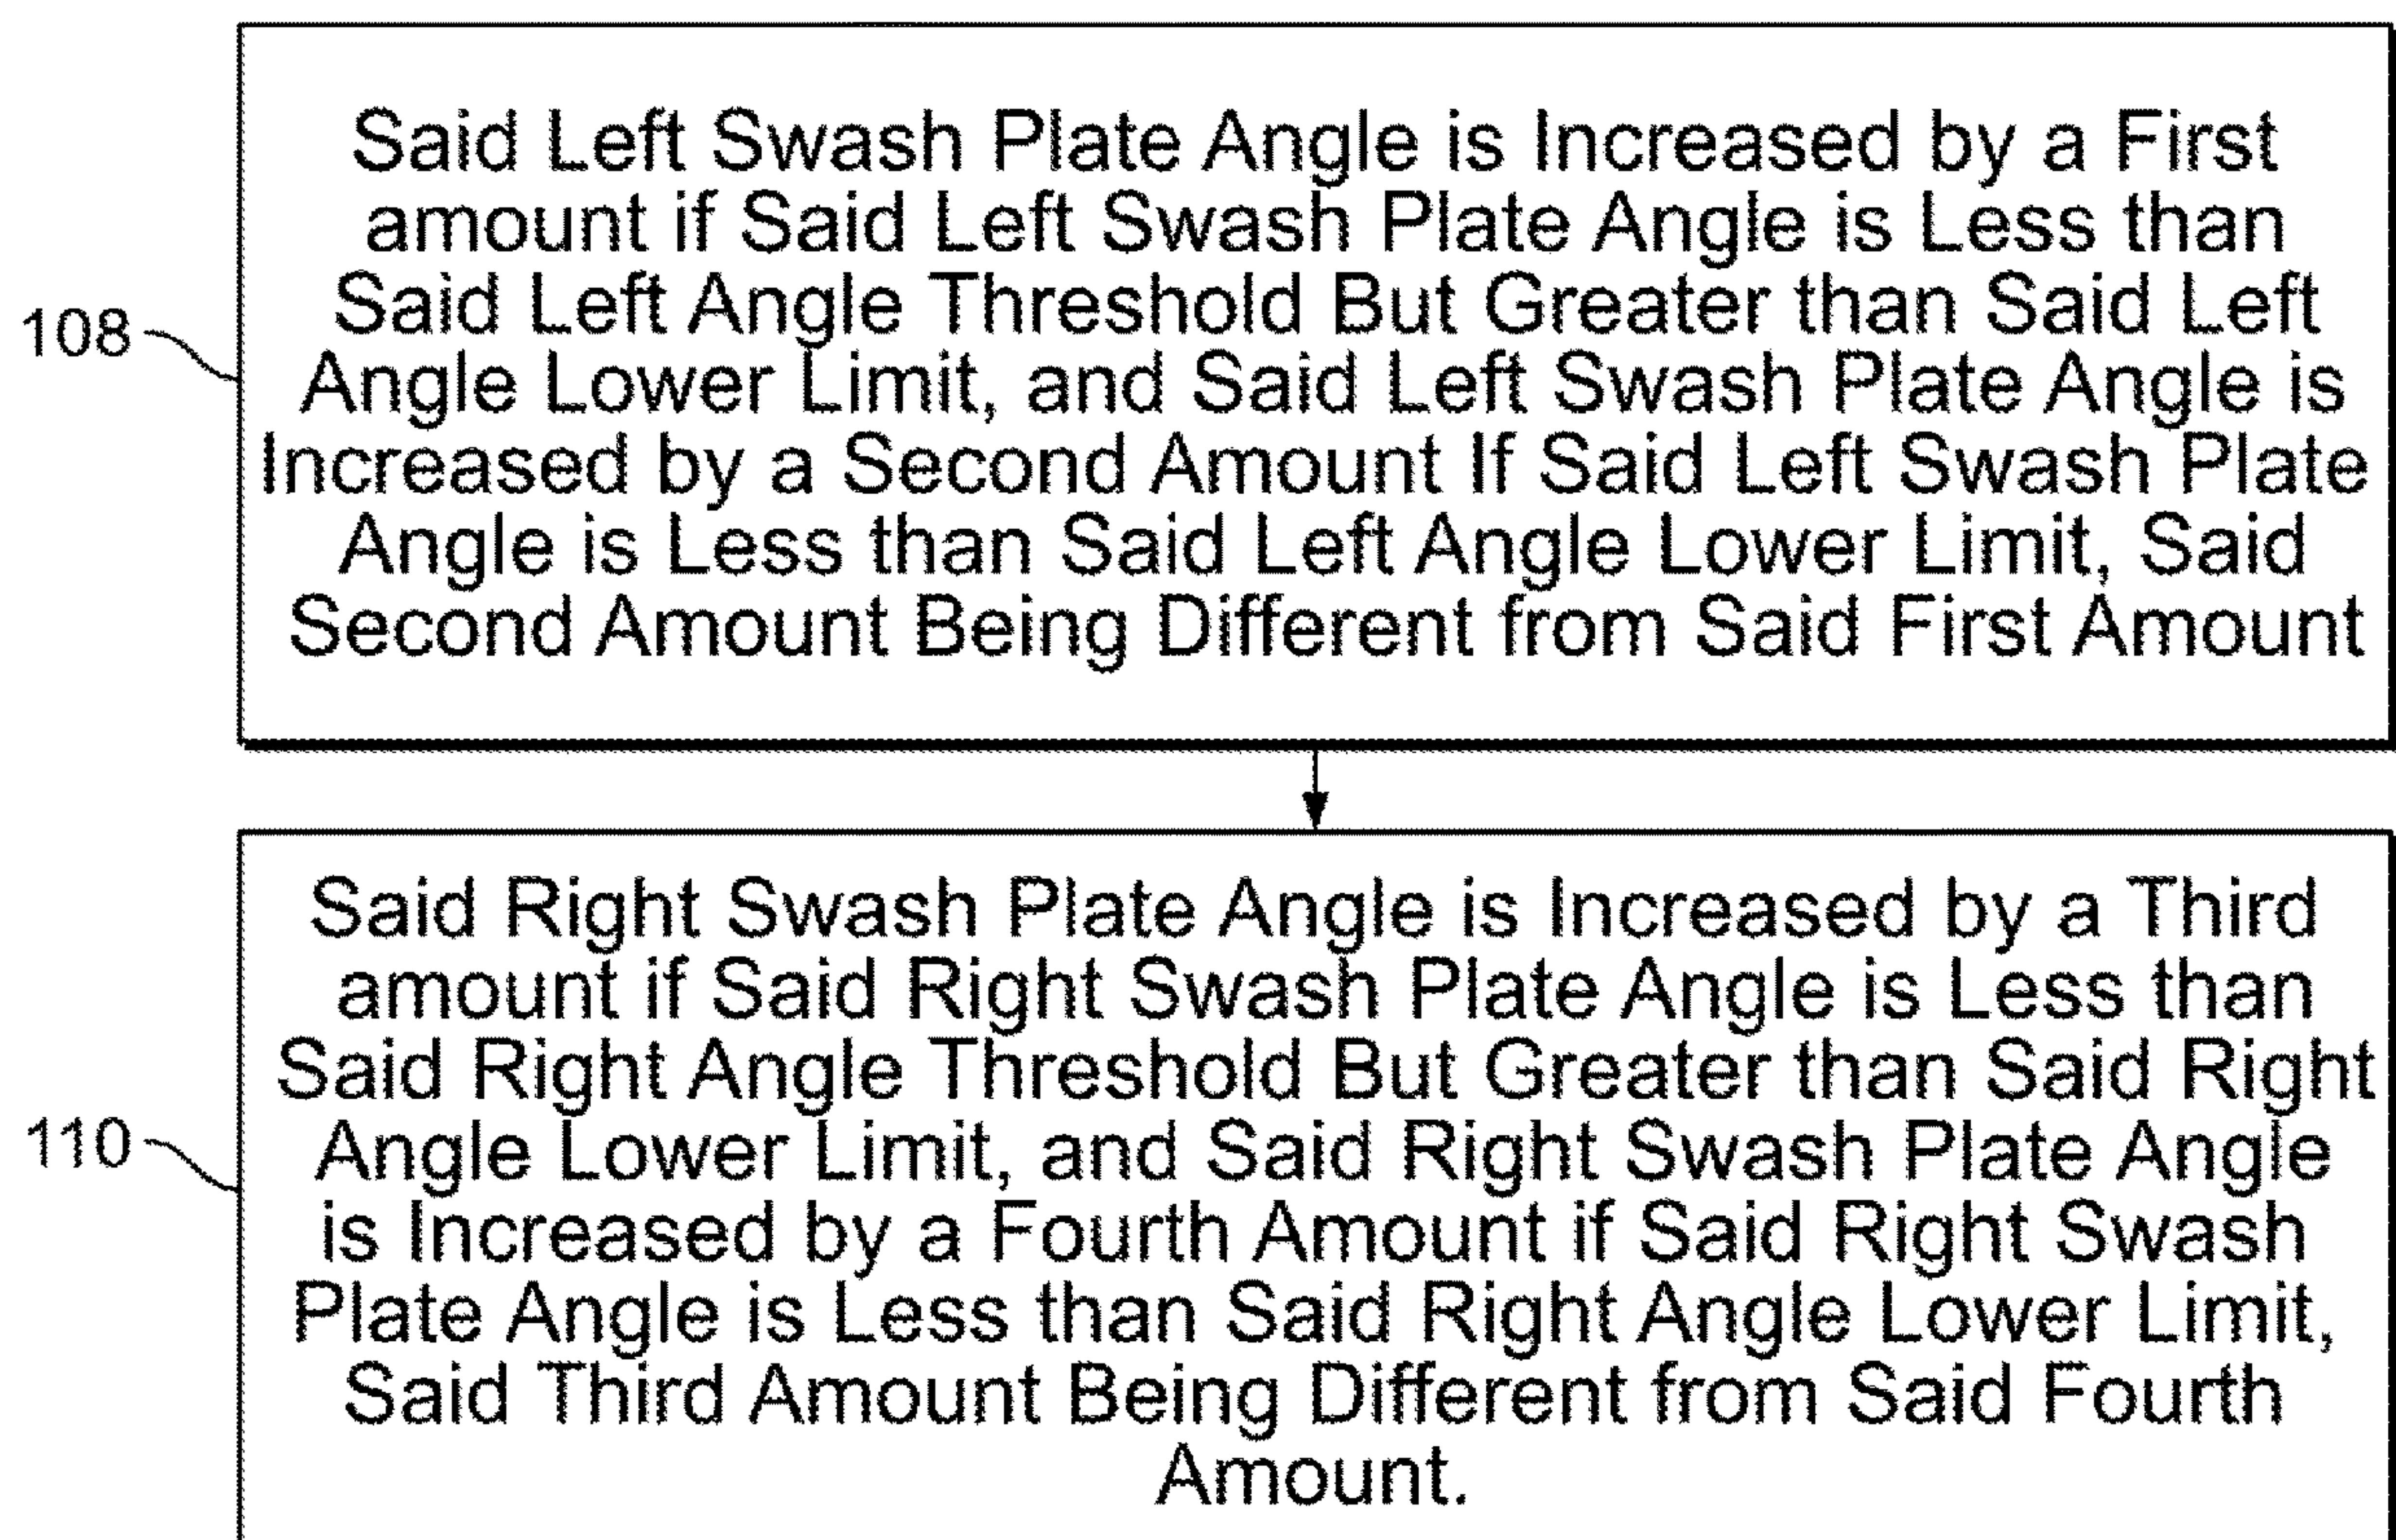 Said Left Swash Plate Angle is Increased by a First
amount if Said Left Swash Plate Angle is Less than
Said Left Angle Threshold But Greater than Said Left
Angle Lower Limit, and Said Left Swash Plate Angle is
Increased by a Second Amount If Said Left Swash Plate
Angle is Less than Said Left Angle Lower Limit, Said
Second Amount Being Different from Said First Amount
108
Said Right Swash Plate Angle is Increased by a Third
amount if Said Right Swash Plate Angle is Less than
Said Right Angle Threshold But Greater than Said Right
Angle Lower Limit, and Said Right Swash Plate Angle
is Increased by a Fourth Amount if Said Right Swash
Plate Angle is Less than Said Right Angle Lower Limit,
Said Third Amount Being Different from Said Fourth
Amount.
110